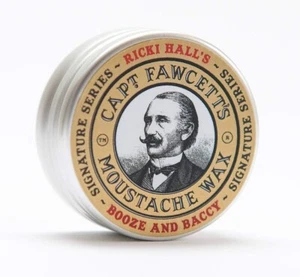 SIGNATURE SERIES - RICKI HALL'S - SIGNATURE SERIES
CAPT FAWCETT'S
TM
MOUSTACHE WAX
BOOZE AND BACCY